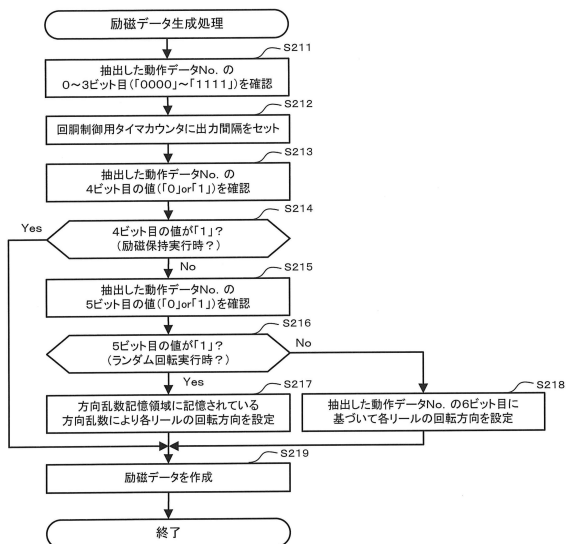 励磁データ生成処理
S211
抽出した動作データNo. の
0～3ビット目(｢0000｣～｢1111｣)を確認
S212
回胴制御用タイマカウンタに出力間隔をセット
S213
抽出した動作データNo. の
4ビット目の値(｢0｣or｢1｣)を確認
S214
4ビット目の値が｢1｣?
(励磁保持実行時?)
Yes
No
S215
抽出した動作データNo. の
5ビット目の値(｢0｣or｢1｣)を確認
S216
5ビット目の値が｢1｣?
(ランダム回転実行時?)
No
Yes
S217
方向乱数記憶領域に記憶されている
方向乱数により各リールの回転方向を設定
S218
抽出した動作データNo. の6ビット目に
基づいて各リールの回転方向を設定
S219
励磁データを作成
終了